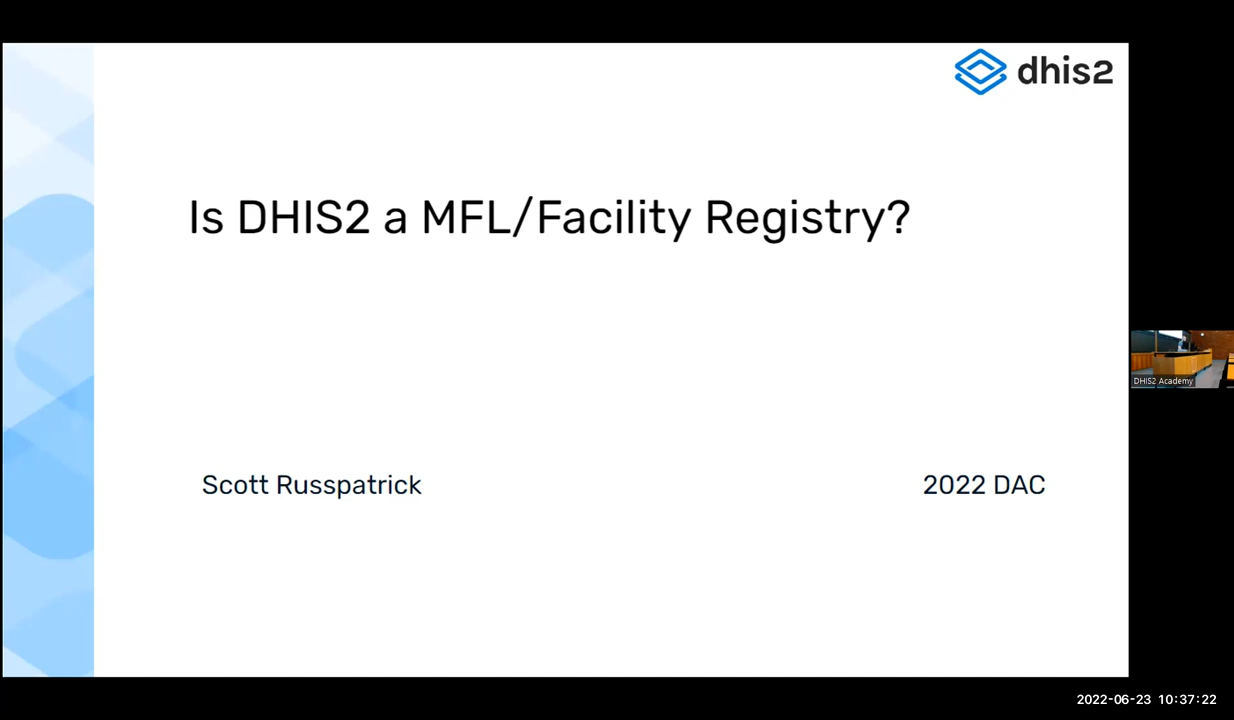 dhis2
Is DHIS2 a MFL/Facility Registry?
Scott Russpatrick
2022 DAC
DHIS2 Academy
2022-06-23 10:37:22